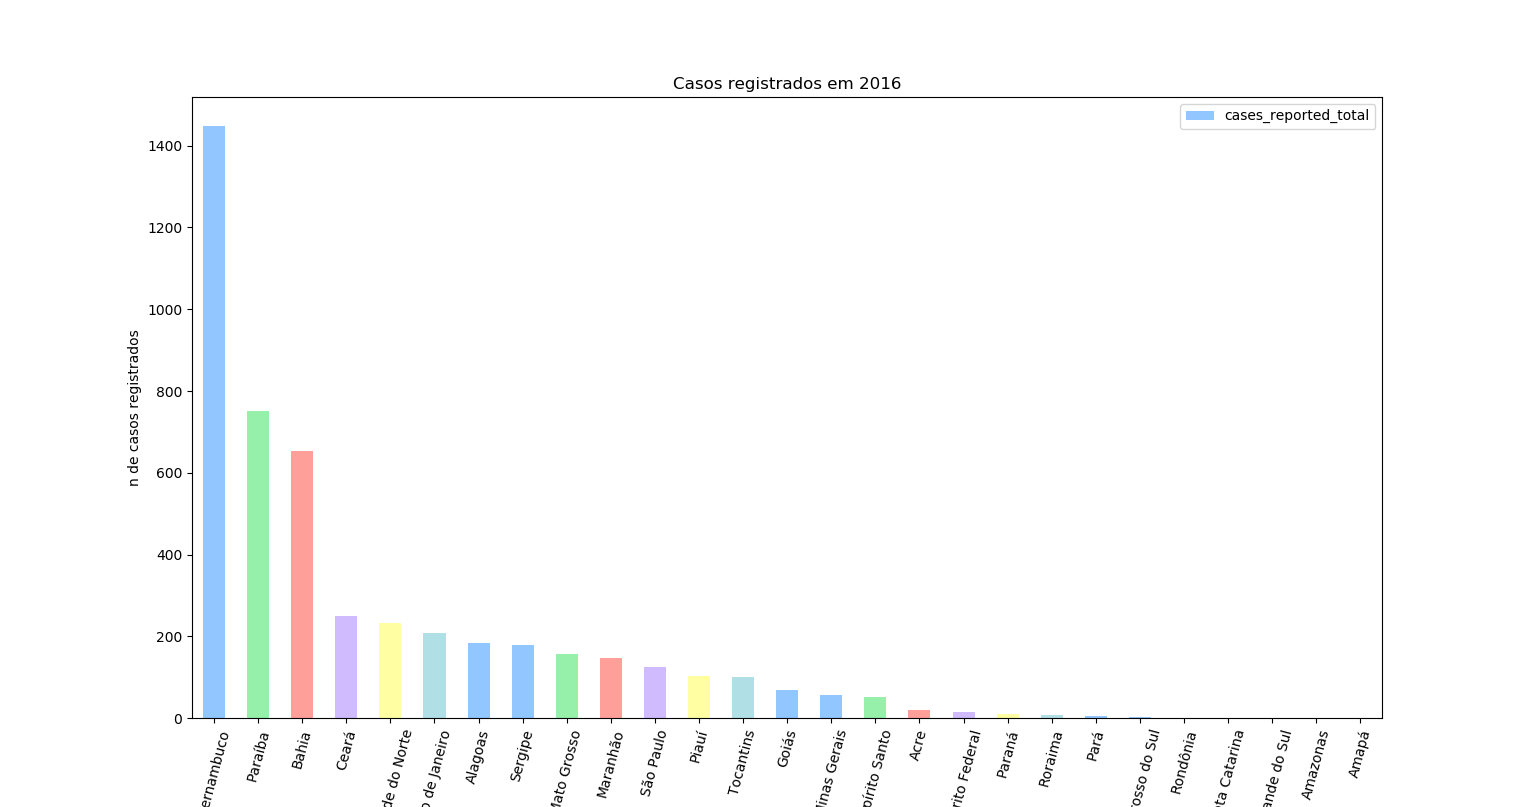 Casos registrados em 2016
cases_reported_total
n de casos registrados
1400
1200
1000
800
600
400
200
0
ernambuco
Paraíba
Bahia
Ceará
de do Norte
o de Janeiro
Alagoas
Sergipe
Mato Grosso
Maranhão
São Paulo
Piauí
Tocantins
Goiás
linas Gerais
pírito Santo
Acre
rito Federal
Paraná
Roraima
Pará
rosso do Sul
Rondônia
ta Catarina
ande do Sul
Amazonas
Amapá